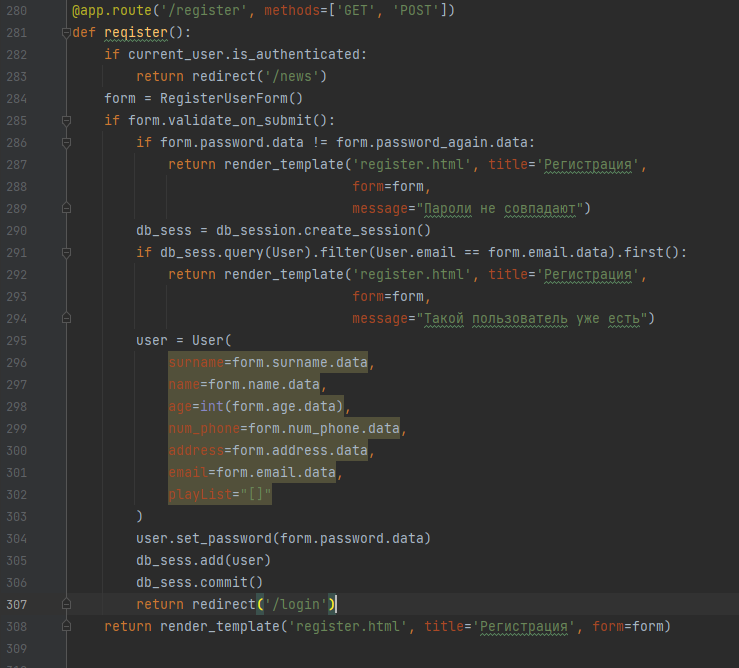 280 @app.route('/register', methods=['GET', 'POST'])
281 def reqister():
282 if current_user.is_authenticated:
283 return redirect('/news')
284 form = RegisterUserForm()
285 if form.validate_on_submit():
286 if form.password.data != form.password_again.data:
287 return render_template('register.html', title='Регистрация',
288 form=form,
289 message="Пароли не совпадают")
290 db_sess = db_session.create_session()
291 if db_sess.query(User).filter(User.email == form.email.data).first():
292 return render_template('register.html', title='Регистрация',
293 form=form,
294 message="Такой пользователь уже есть")
295 user = User(
296 surname=form.surname.data,
297 name=form.name.data,
298 age=int(form.age.data),
299 num_phone=form.num_phone.data,
300 address=form.address.data,
301 email=form.email.data,
302 playList="[]"
303 )
304 user.set_password(form.password.data)
305 db_sess.add(user)
306 db_sess.commit()
307 return redirect('/login')
308 return render_template('register.html', title='Регистрация', form=form)
309